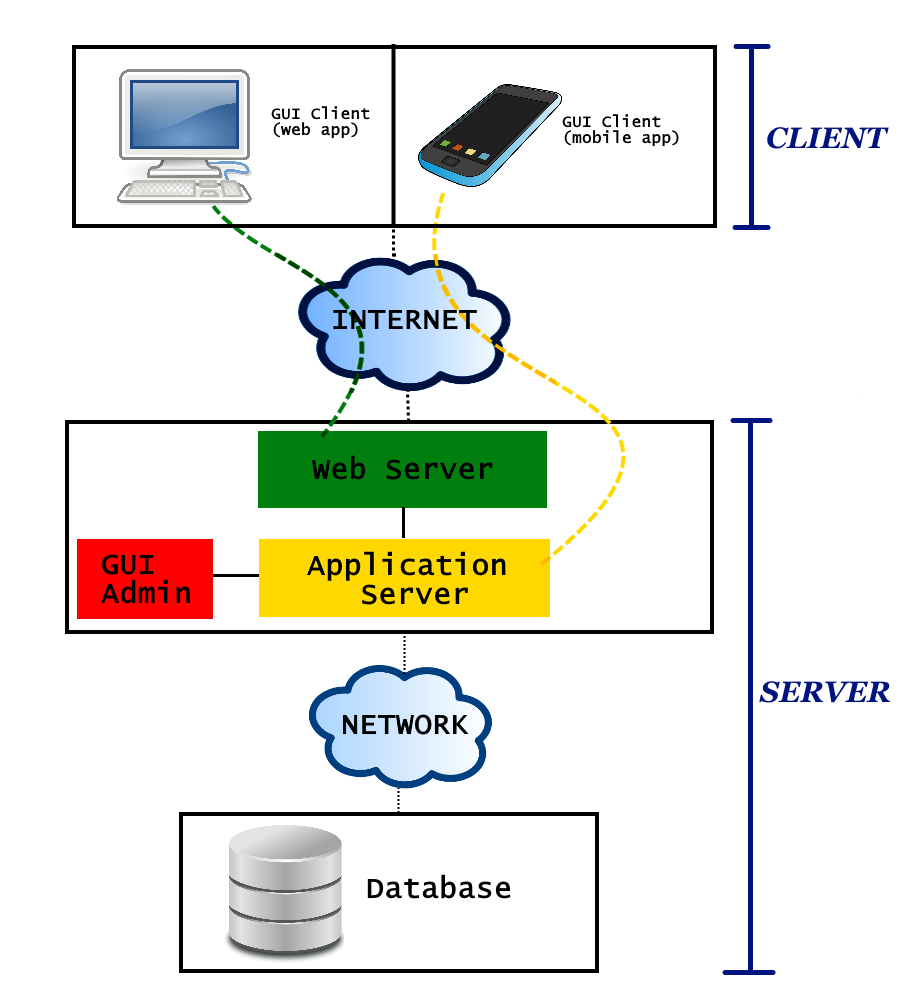 GUI Client
(web app)
GUI Client
(mobile app)
CLIENT
INTERNET
Web Server
GUI
Admin
Application
Server
SERVER
NETWORK
Database